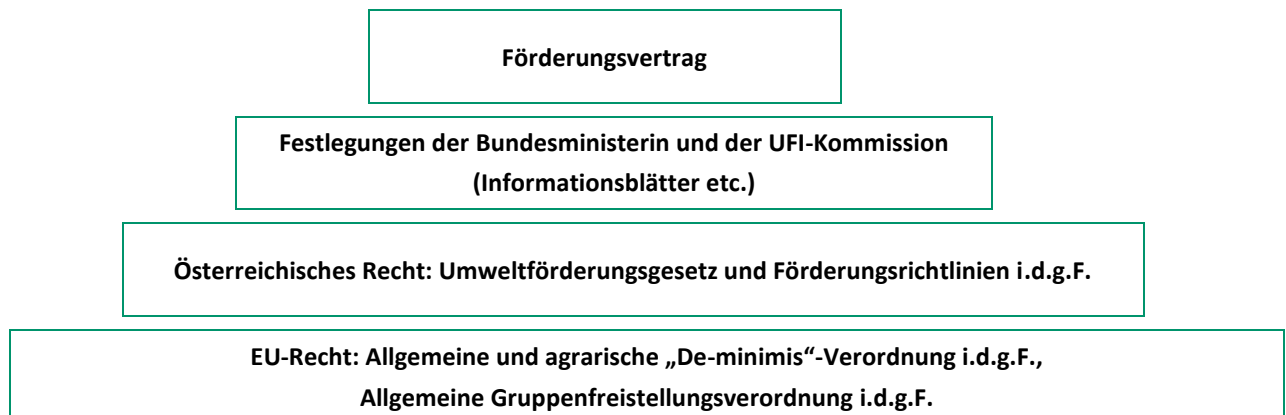 Förderungsvertrag
Festlegungen der Bundesministerin und der UFI-Kommission
(Informationsblätter etc.)
Österreichisches Recht: Umweltförderungsgesetz und Förderungsrichtlinien i.d.g.F.
EU-Recht: Allgemeine und agrarische „De-minimis“-Verordnung i.d.g.F.,
Allgemeine Gruppenfreistellungsverordnung i.d.g.F.